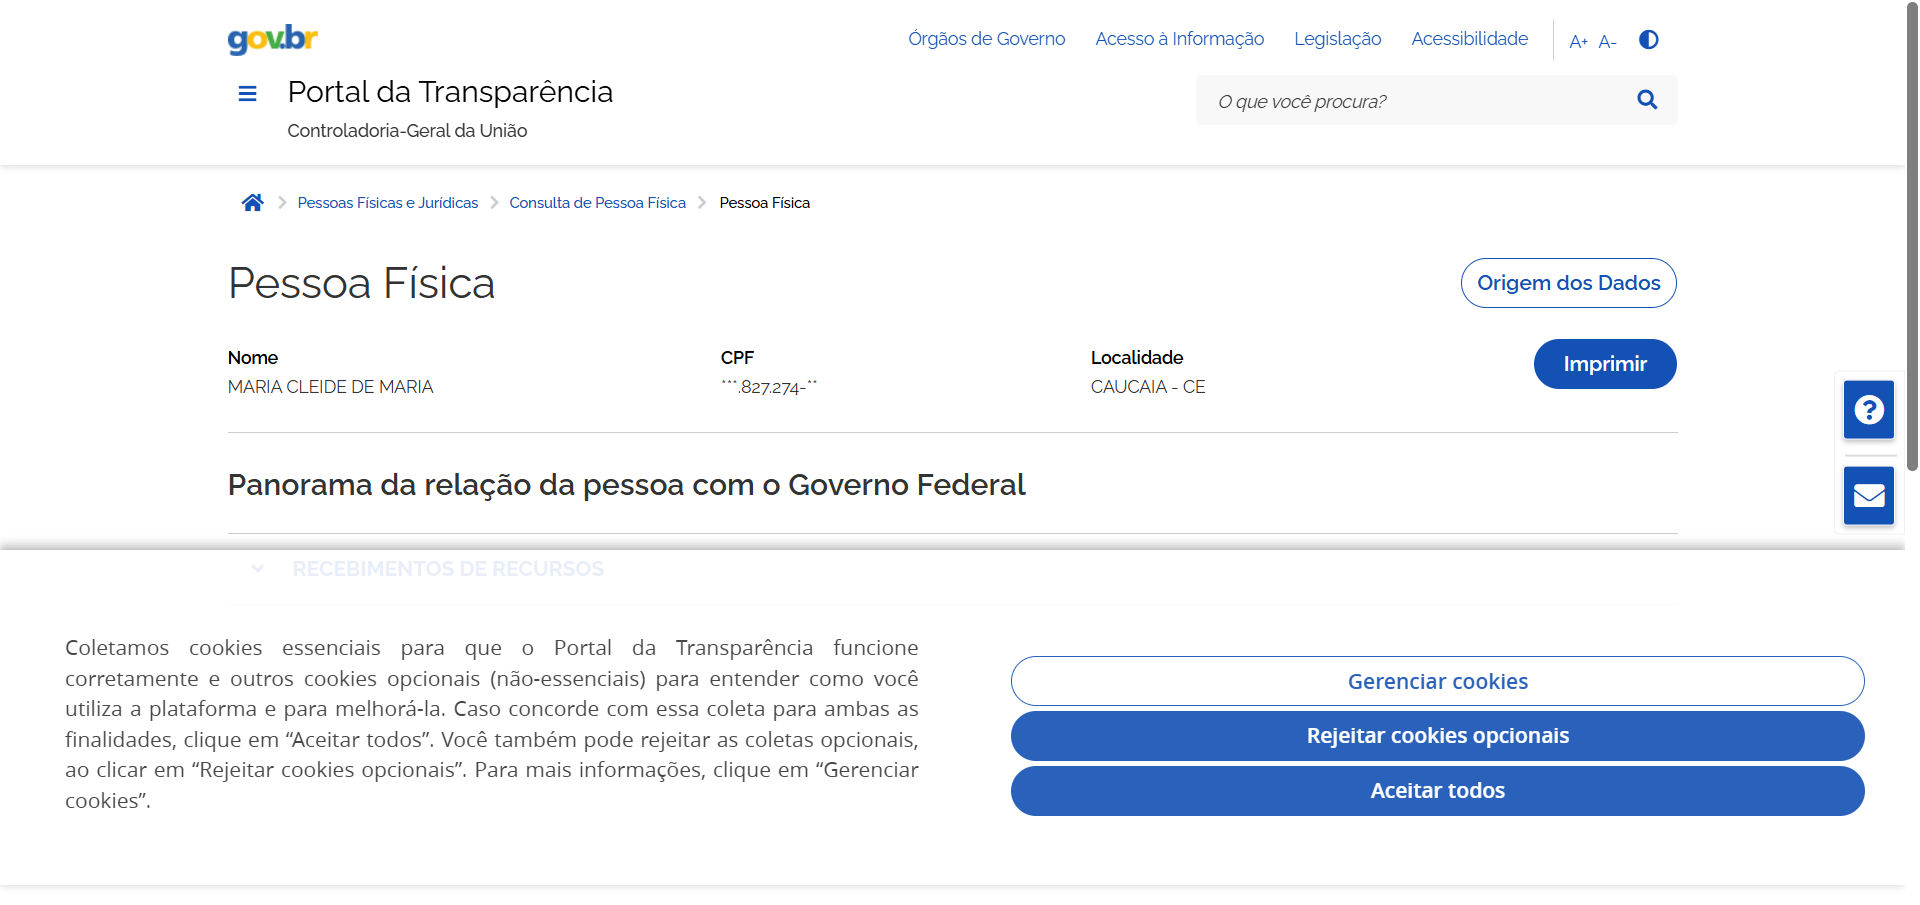 gov.br
Órgãos de Governo Acesso à Informação Legislação Acessibilidade A+ A-
Portal da Transparência
Controladoria-Geral da União
O que você procura?
Pessoas Físicas e Jurídicas Consulta de Pessoa Física Pessoa Física
Pessoa Física
Origem dos Dados
Nome CPF Localidade
MARIA CLEIDE DE MARIA ***.827.274-** CAUCAIA - CE
Imprimir
Panorama da relação da pessoa com o Governo Federal
RECEBIMENTOS DE RECURSOS
Coletamos cookies essenciais para que o Portal da Transparência funcione
corretamente e outros cookies opcionais (não-essenciais) para entender como você
utiliza a plataforma e para melhorá-la. Caso concorde com essa coleta para ambas as
finalidades, clique em “Aceitar todos”. Você também pode rejeitar as coletas opcionais,
ao clicar em “Rejeitar cookies opcionais”. Para mais informações, clique em “Gerenciar
cookies”.
Gerenciar cookies
Rejeitar cookies opcionais
Aceitar todos